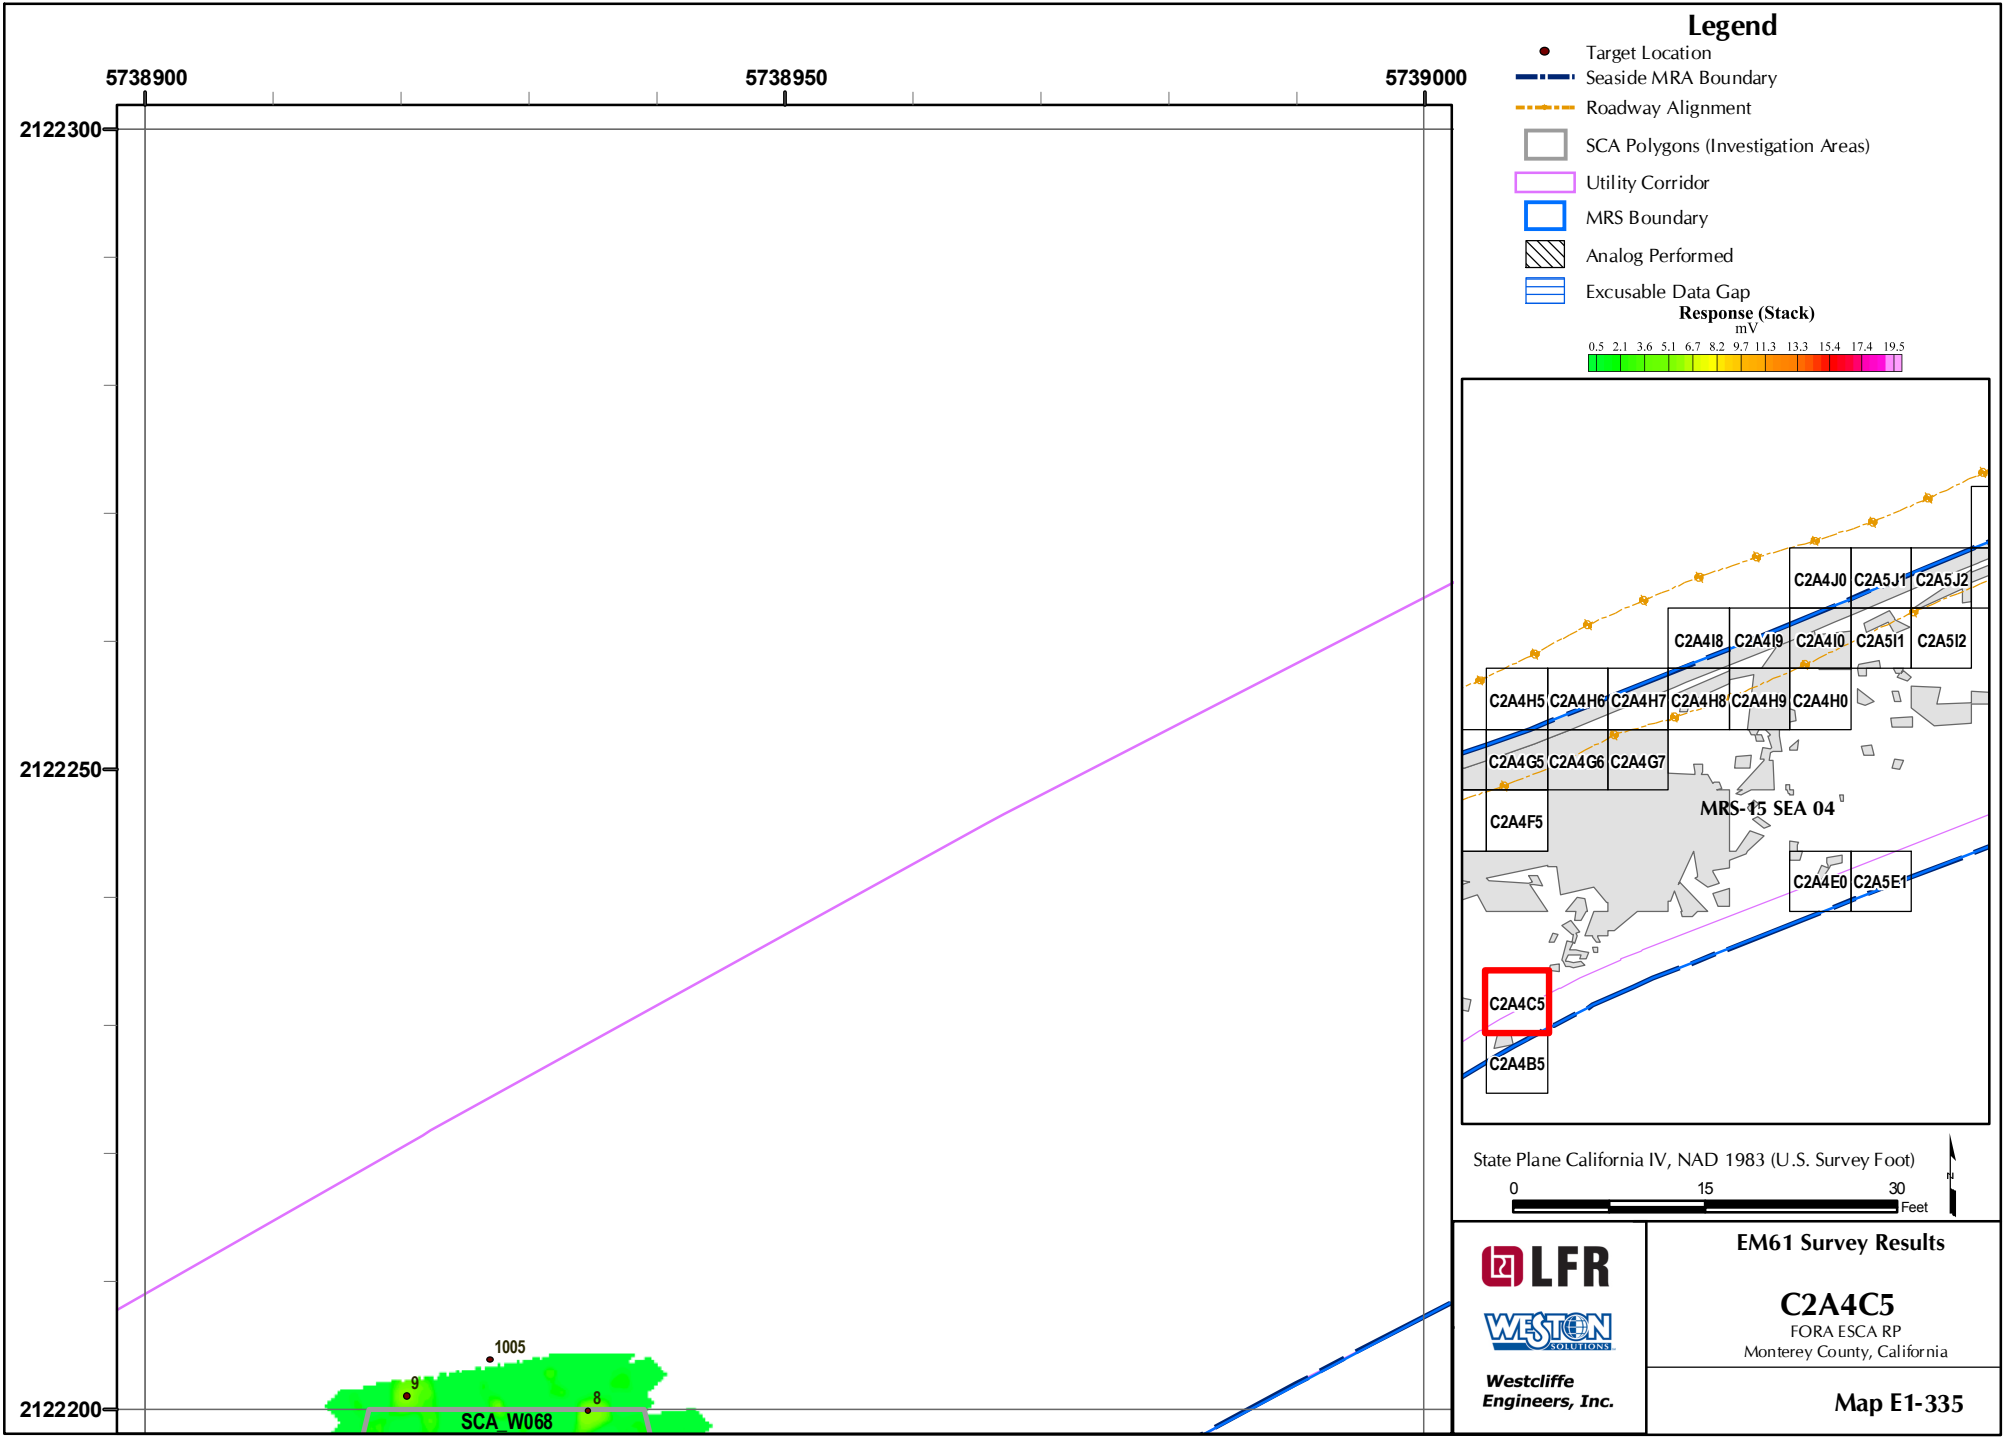 Legend
Target Location
Seaside MRA Boundary
Roadway Alignment
SCA Polygons (Investigation Areas)
Utility Corridor
MRS Boundary
Analog Performed
Excusable Data Gap
Response (Stack)
mV
0.5 2.1 3.6 5.1 6.7 8.2 9.7 11.3 13.3 15.4 17.4 19.5
5738900 5738950 5739000
2122300
2122250
2122200
1005
9
8
SCA_W068
C2A4J0 C2A5J1 C2A5J2
C2A4I8 C2A4I9 C2A4I0 C2A5I1 C2A5I2
C2A4H5 C2A4H6 C2A4H7 C2A4H8 C2A4H9 C2A4H0
C2A4G5 C2A4G6 C2A4G7
MRS-15 SEA 04
C2A4F5
C2A4E0 C2A5E1
C2A4C5
C2A4B5
State Plane California IV, NAD 1983 (U.S. Survey Foot)
N
0 15 30
Feet
LFR
WESTON
SOLUTIONS
Westcliffe
Engineers, Inc.
EM61 Survey Results
C2A4C5
FORA ESCA RP
Monterey County, California
Map E1-335